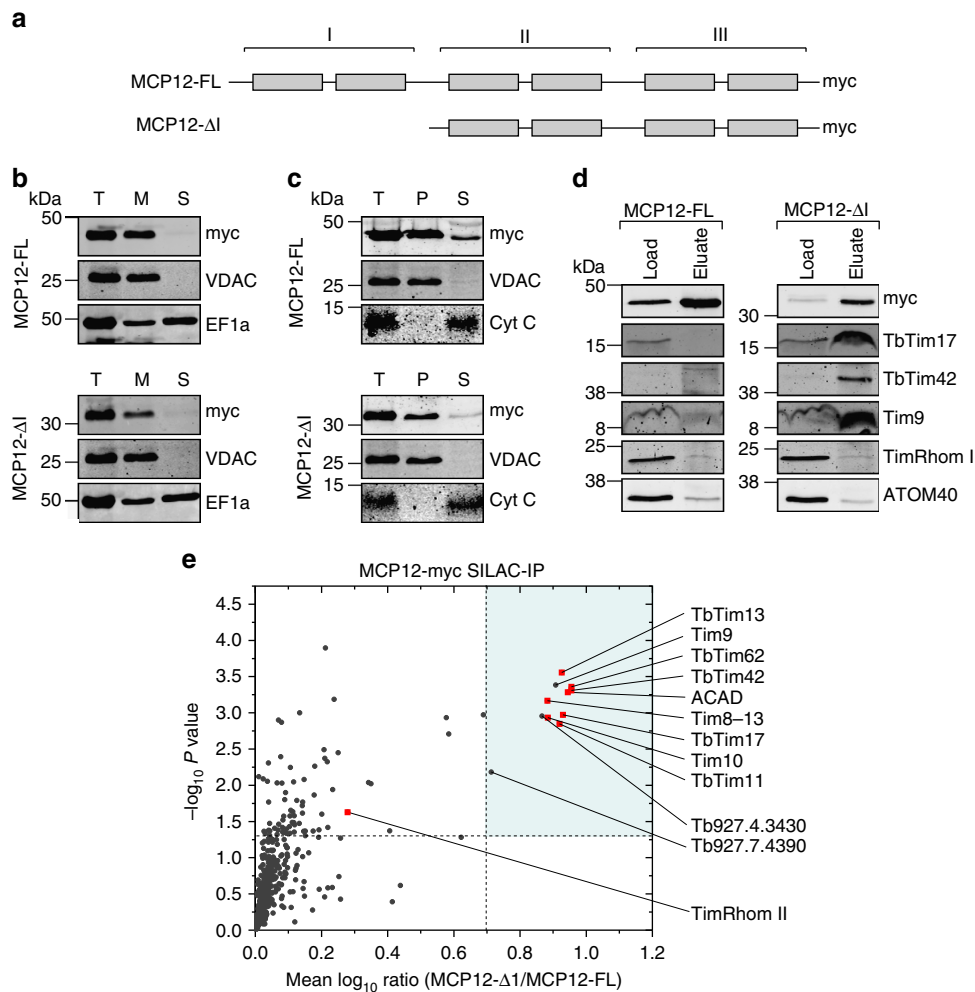 a
I II III
MCP12-FL myc
MCP12-ΔI myc
b
kDa T M S
MCP12-FL
50 myc
25 VDAC
50 EF1a
T M S
MCP12-ΔI
30 myc
25 VDAC
50 EF1a
c
kDa T P S
MCP12-FL
50 myc
25 VDAC
15 Cyt C
T P S
MCP12-ΔI
30 myc
25 VDAC
15 Cyt C
d
MCP12-FL MCP12-ΔI
Load Eluate Load Eluate
kDa
50 30 myc
15 15 TbTim17
38 38 TbTim42
8 8 Tim9
25 25 TimRhom I
38 38 ATOM40
e
MCP12-myc SILAC-IP
4.5
4.0
3.5
3.0
2.5
2.0
1.5
1.0
0.5
0.0
–log10 P value
TbTim13
Tim9
TbTim62
TbTim42
ACAD
Tim8–13
TbTim17
Tim10
TbTim11
Tb927.4.3430
Tb927.7.4390
TimRhom II
0.0 0.2 0.4 0.6 0.8 1.0 1.2
Mean log10 ratio (MCP12-Δ1/MCP12-FL)